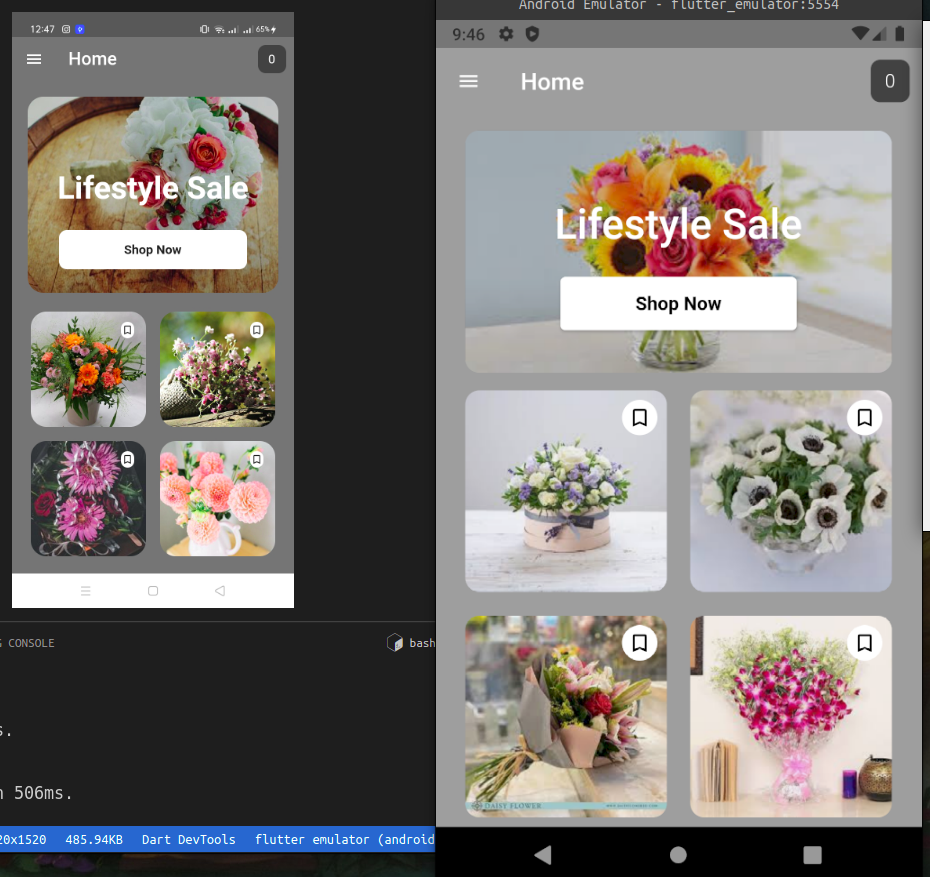 Android Emulator - flutter_emulator:5554
12:47
65%
Home
0
Lifestyle Sale
Shop Now
CONSOLE
bash
s.
506ms.
20x1520 485.94KB Dart DevTools flutter emulator (android
9:46
Home
0
Lifestyle Sale
Shop Now
DAISY FLOWER